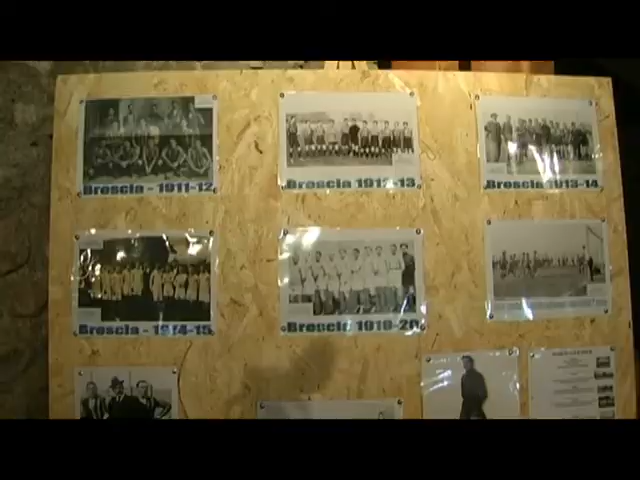 Brescia - 1911-12
Brescia 1912-13
Brescia 1913-14
Brescia - 1914-15
Brescia 1919-20